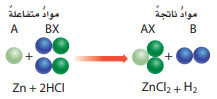 موادُّ متفاعلةٌ
موادُّ ناتجةٌ
A BX AX B
Zn + 2HCl ZnCl₂ + H₂